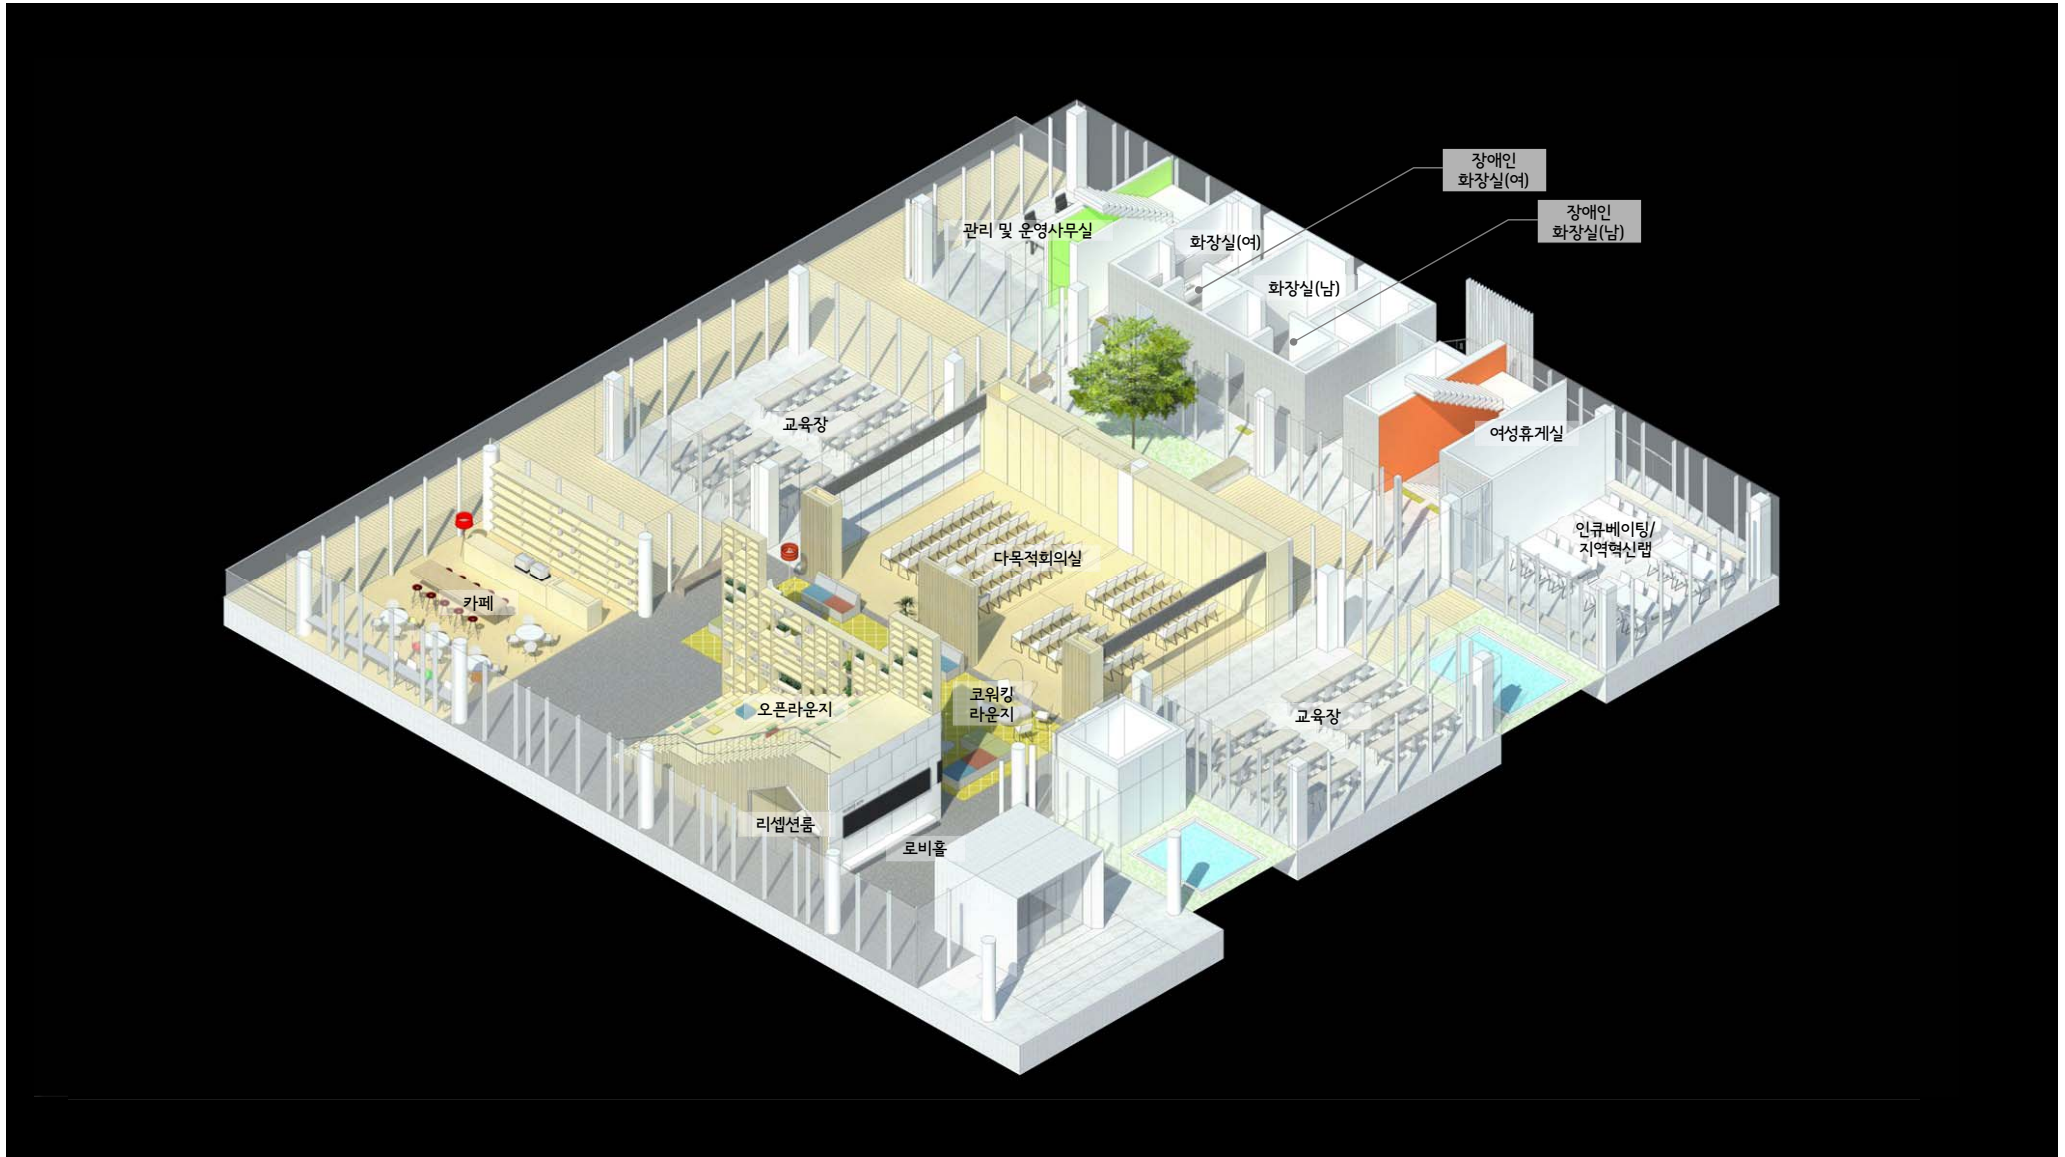 장애인
화장실(여)
장애인
화장실(남)
관리 및 운영사무실
화장실(여)
화장실(남)
교육장
여성휴게실
인큐베이팅/
지역혁신랩
다목적회의실
카페
코워킹
라운지
오픈라운지
교육장
리셉션룸
로비홀